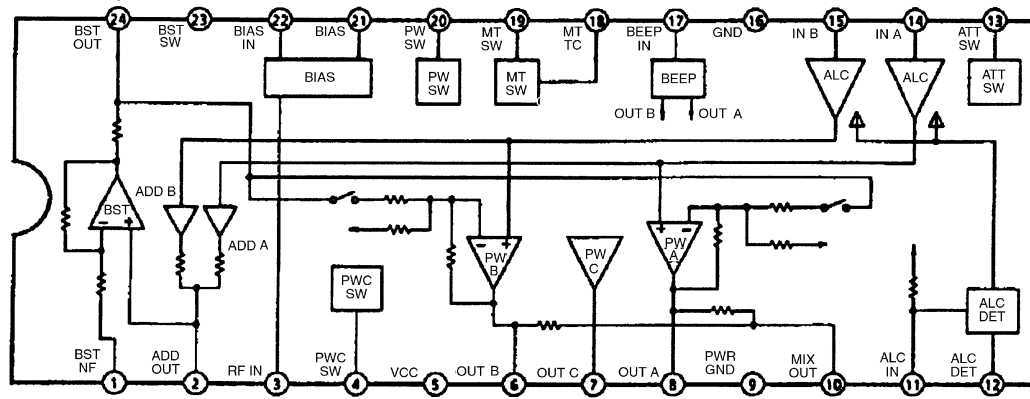 24 23 22 21 20 19 18 17 16 15 14 13
BST OUT
BST SW
BIAS IN
BIAS
PW SW
MT SW
MT TC
BEEP IN
GND
IN B
IN A
ATT SW
BIAS
PW SW
MT SW
BEEP
ALC
ALC
ATT SW
OUT B
OUT A
ADD B
BST
- +
ADD A
- +
PW B
PW C
+ -
PW A
PWC SW
ALC DET
BST NF
ADD OUT
RF IN
PWC SW
VCC
OUT B
OUT C
OUT A
PWR GND
MIX OUT
ALC IN
ALC DET
1 2 3 4 5 6 7 8 9 10 11 12